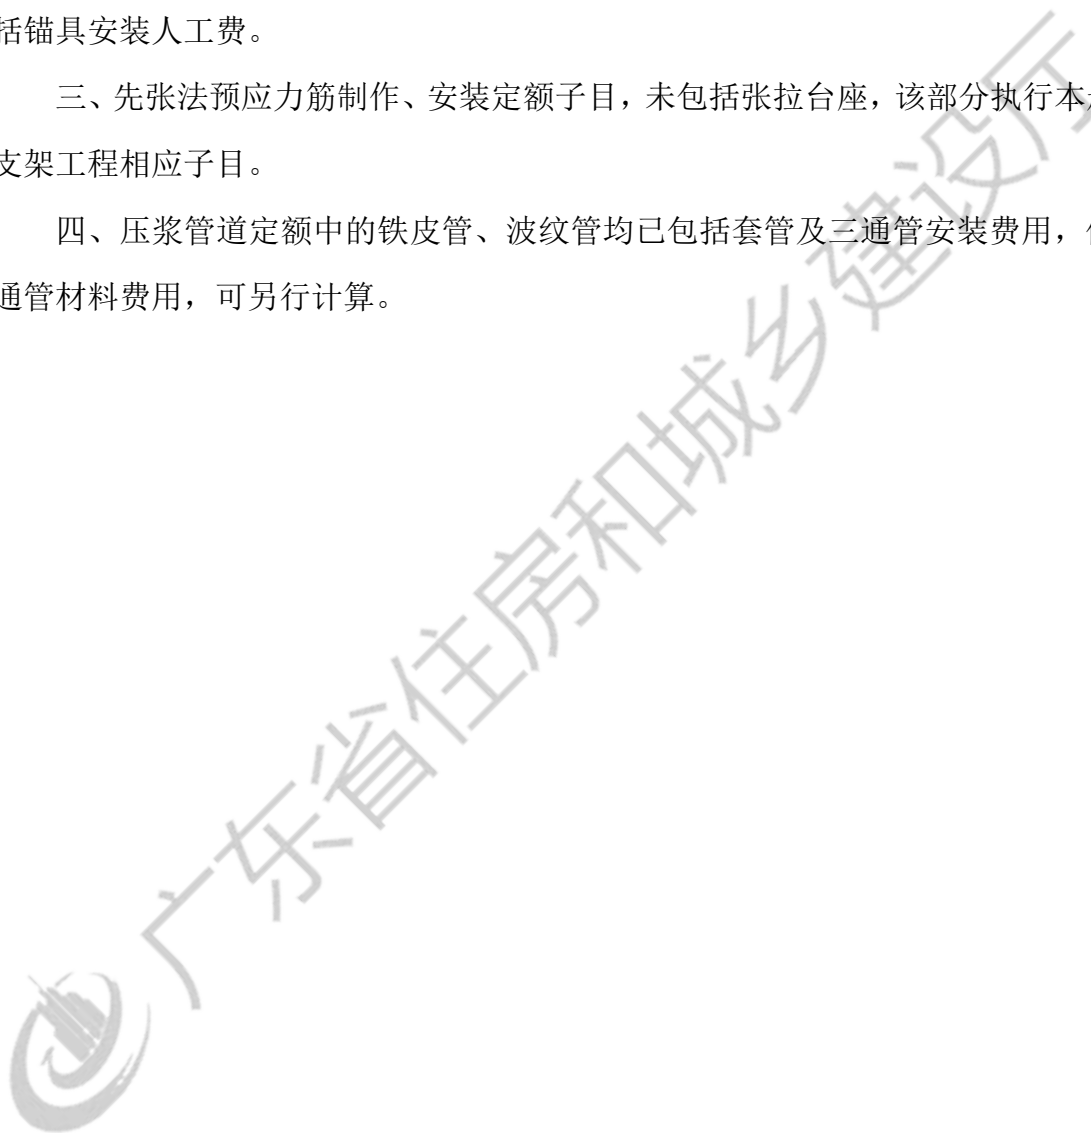 括锚具安装人工费。
三、先张法预应力筋制作、安装定额子目，未包括张拉台座，该部分执行本
支架工程相应子目。
四、压浆管道定额中的铁皮管、波纹管均已包括套管及三通管安装费用，
通管材料费用，可另行计算。
广东省住房和城乡建设厅